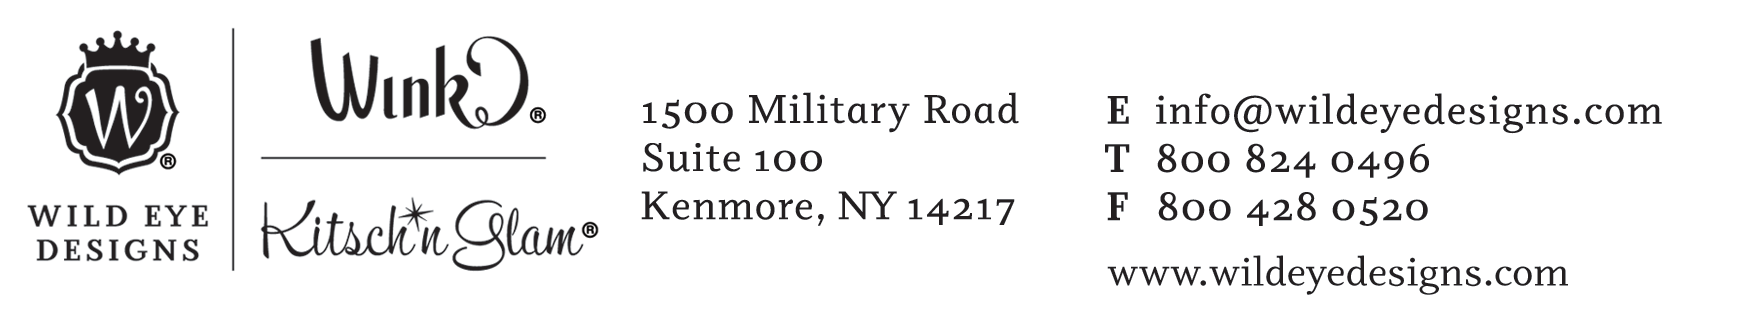 W®
WILD EYE
DESIGNS
Wink®
Kitsch'n Glam®
1500 Military Road
Suite 100
Kenmore, NY 14217
E info@wildeyedesigns.com
T 800 824 0496
F 800 428 0520
www.wildeyedesigns.com